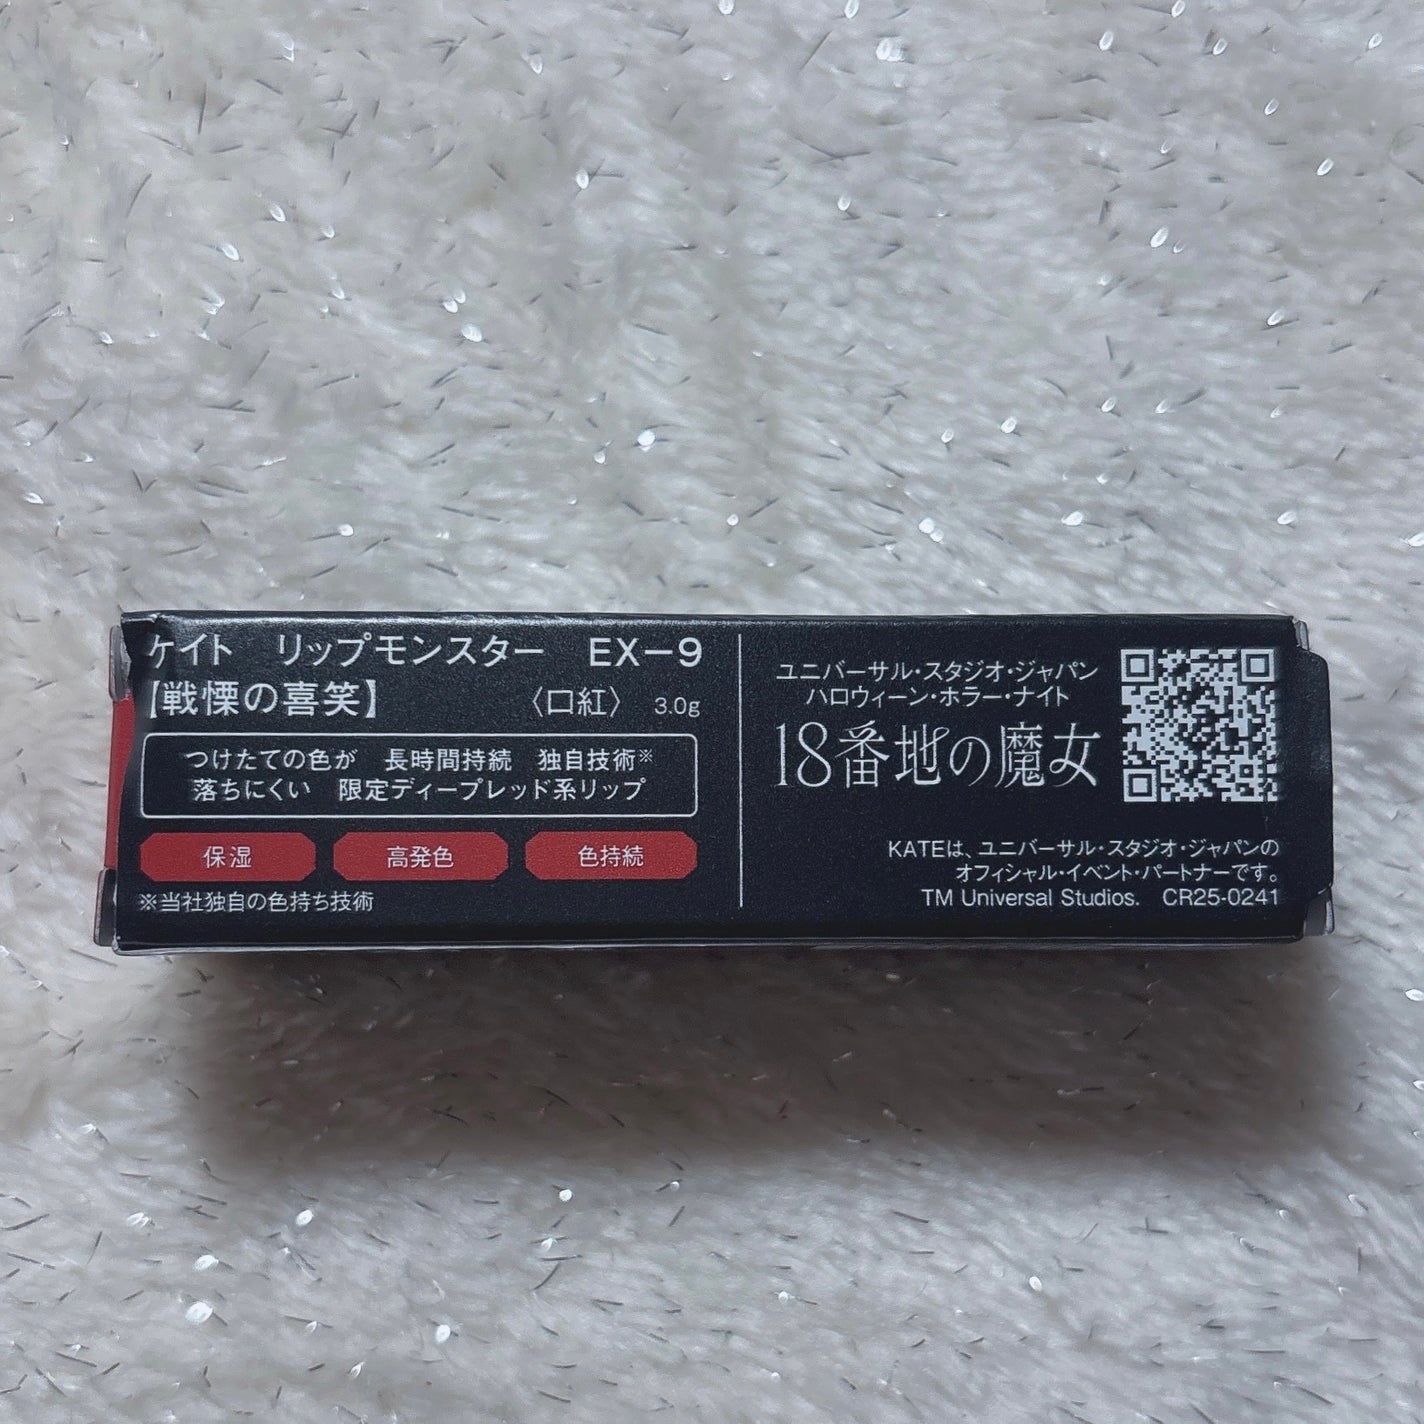 ケイト リップモンスター EX-9
【戦慄の喜笑】 〈口紅〉 3.0g
つけたての色が 長時間持続 独自技術※
落ちにくい 限定ディープレッド系リップ
保湿 高発色 色持続
※当社独自の色持ち技術
ユニバーサル・スタジオ・ジャパン
ハロウィーン・ホラー・ナイト
18番地の魔女
KATEは、ユニバーサル・スタジオ・ジャパンの
オフィシャル・イベント・パートナーです。
TM Universal Studios. CR25-0241